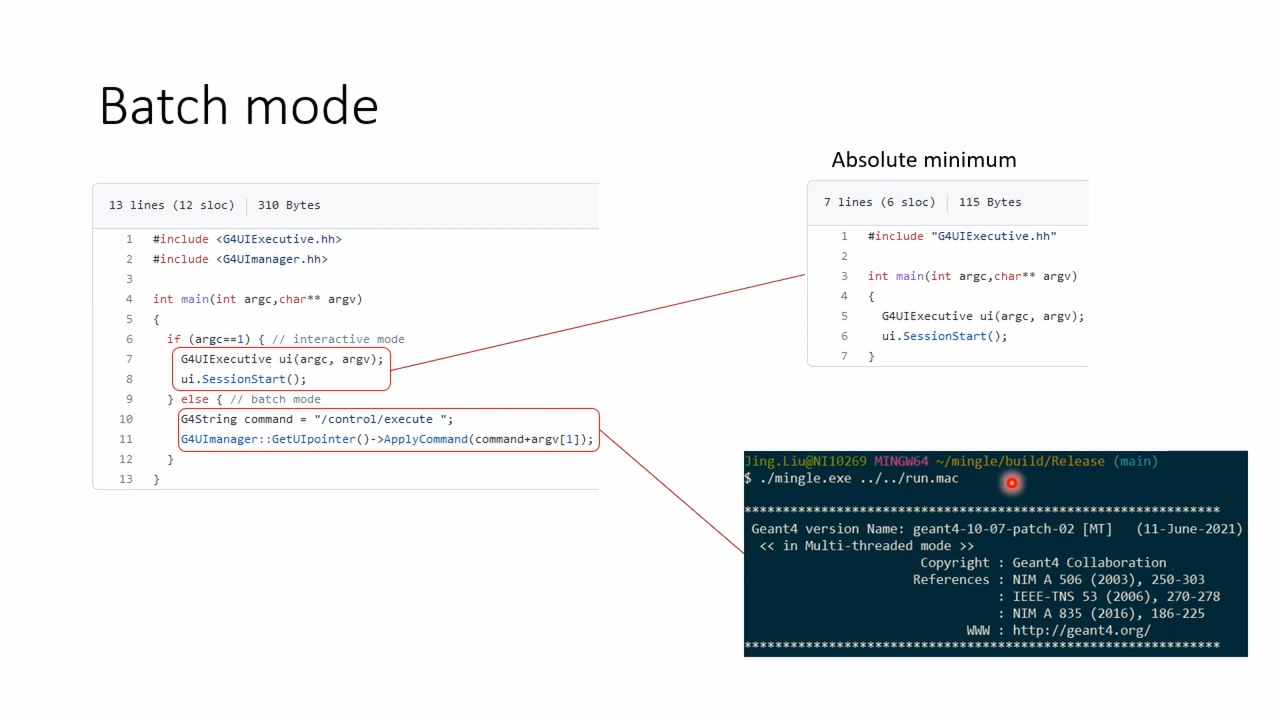 Batch mode
13 lines (12 sloc) 310 Bytes
1 #include <G4UIExecutive.hh>
2 #include <G4UImanager.hh>
3
4 int main(int argc,char** argv)
5 {
6 if (argc==1) { // interactive mode
7 G4UIExecutive ui(argc, argv);
8 ui.SessionStart();
9 } else { // batch mode
10 G4String command = "/control/execute ";
11 G4UImanager::GetUIpointer()->ApplyCommand(command+argv[1]);
12 }
13 }
Absolute minimum
7 lines (6 sloc) 115 Bytes
1 #include "G4UIExecutive.hh"
2
3 int main(int argc,char** argv)
4 {
5 G4UIExecutive ui(argc, argv);
6 ui.SessionStart();
7 }
Jing.Liu@NI10269 MINGW64 ~/mingle/build/Release (main)
$ ./mingle.exe ../../run.mac
**************************************************************
Geant4 version Name: geant4-10-07-patch-02 [MT] (11-June-2021)
<< in Multi-threaded mode >>
Copyright : Geant4 Collaboration
References : NIM A 506 (2003), 250-303
: IEEE-TNS 53 (2006), 270-278
: NIM A 835 (2016), 186-225
WWW : http://geant4.org/
**************************************************************